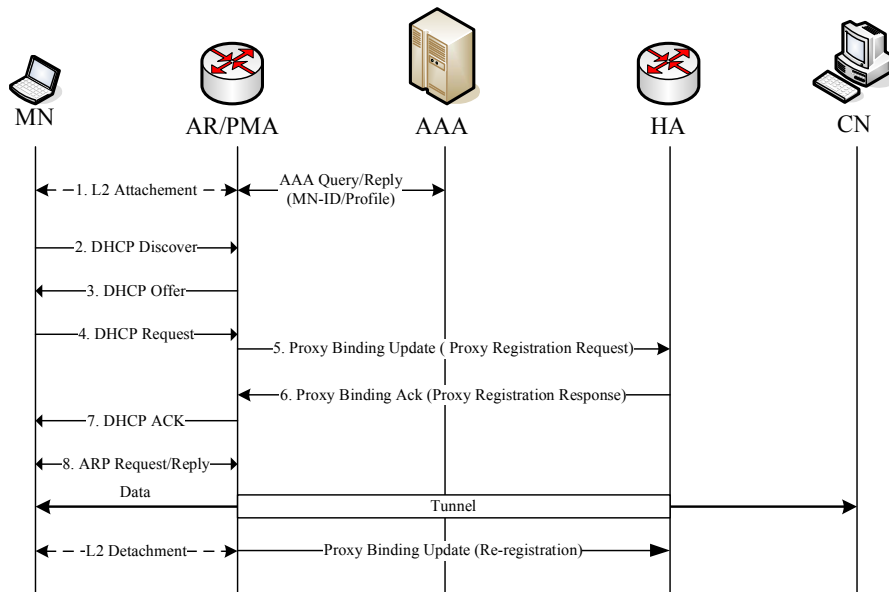 MN
AR/PMA
AAA
HA
CN
1. L2 Attachement
AAA Query/Reply
(MN-ID/Profile)
2. DHCP Discover
3. DHCP Offer
4. DHCP Request
5. Proxy Binding Update ( Proxy Registration Request)
6. Proxy Binding Ack (Proxy Registration Response)
7. DHCP ACK
8. ARP Request/Reply
Data
Tunnel
L2 Detachment
Proxy Binding Update (Re-registration)